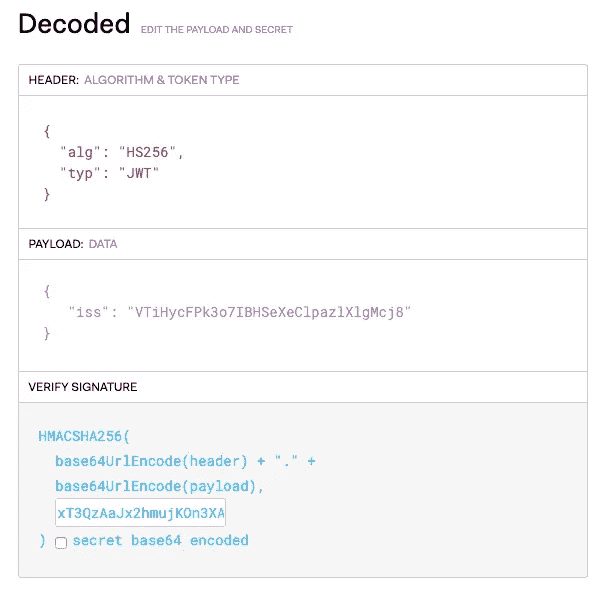 Decoded EDIT THE PAYLOAD AND SECRET
HEADER: ALGORITHM & TOKEN TYPE
{
"alg": "HS256",
"typ": "JWT"
}
PAYLOAD: DATA
{
"iss": "VTiHycFPk3o7IBHSeXeClpazlXlgMcj8"
}
VERIFY SIGNATURE
HMACSHA256(
base64UrlEncode(header) + "." +
base64UrlEncode(payload),
xT3QzAaJx2hmujKOn3XA
) secret base64 encoded